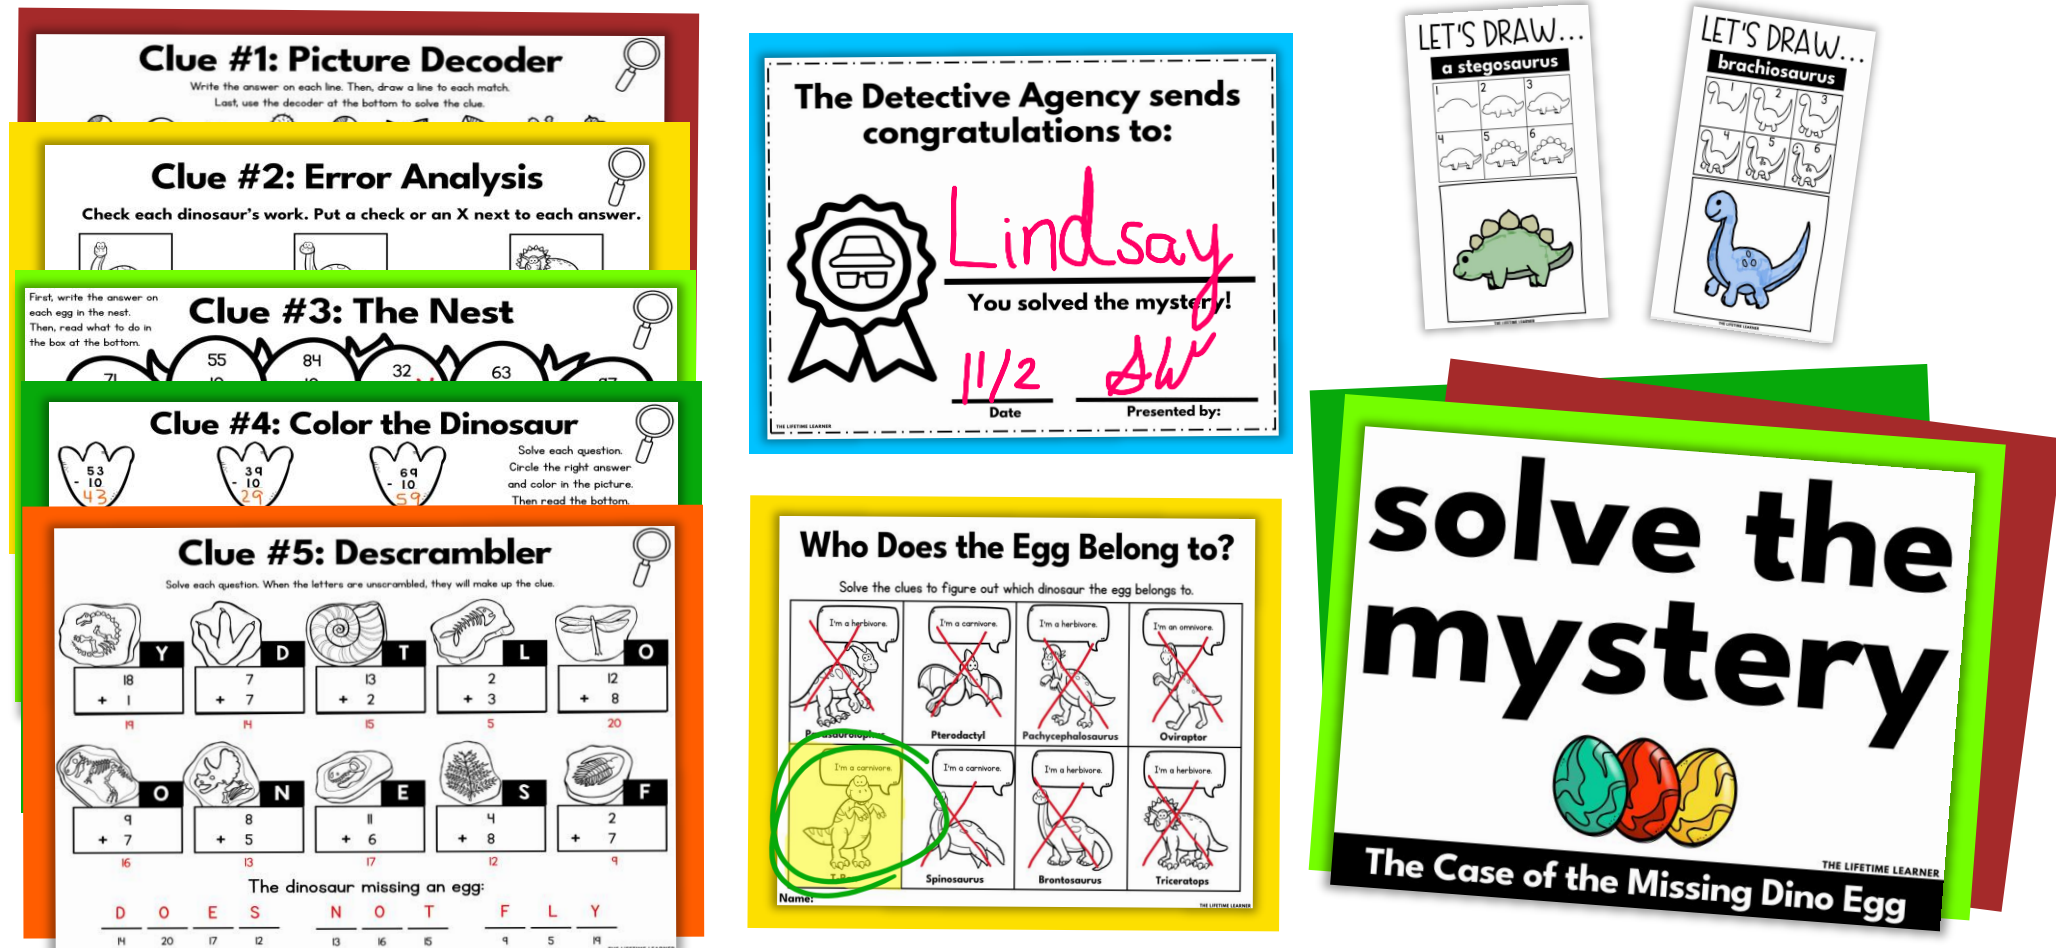 Clue #1: Picture Decoder
Write the answer on each line. Then, draw a line to each match.
Last, use the decoder at the bottom to solve the clue.
Clue #2: Error Analysis
Check each dinosaur's work. Put a check or an X next to each answer.
First, write the answer on
each egg in the nest.
Then, read what to do in
the box at the bottom.
Clue #3: The Nest
55 84 32 63
Clue #4: Color the Dinosaur
53
- 10
43
39
- 10
29
69
- 10
59
Solve each question.
Circle the right answer
and color in the picture.
Then read the bottom.
Clue #5: Descrambler
Solve each question. When the letters are unscrambled, they will make up the clue.
Y D T L O
18 7 13 2 12
+ 1 + 7 + 2 + 3 + 8
19 14 15 5 20
O N E S F
9 8 11 4 2
+ 7 + 5 + 6 + 8 + 7
16 13 17 12 9
The dinosaur missing an egg:
D O E S N O T F L Y
14 20 17 12 13 16 15 9 5 19
The Detective Agency sends
congratulations to:
Lindsay
You solved the mystery!
11/2 SW
Date Presented by:
THE LIFETIME LEARNER
Who Does the Egg Belong to?
Solve the clues to figure out which dinosaur the egg belongs to.
I'm a herbivore. I'm a carnivore. I'm a herbivore. I'm an omnivore.
Parasaurolophus Pterodactyl Pachycephalosaurus Oviraptor
I'm a carnivore. I'm a carnivore. I'm a herbivore. I'm a herbivore.
Spinosaurus Brontosaurus Triceratops
Name:
THE LIFETIME LEARNER
LET'S DRAW...
a stegosaurus
1 2 3
4 5 6
THE LIFETIME LEARNER
LET'S DRAW...
brachiosaurus
1 2 3
4 5 6
THE LIFETIME LEARNER
solve the
mystery
THE LIFETIME LEARNER
The Case of the Missing Dino Egg